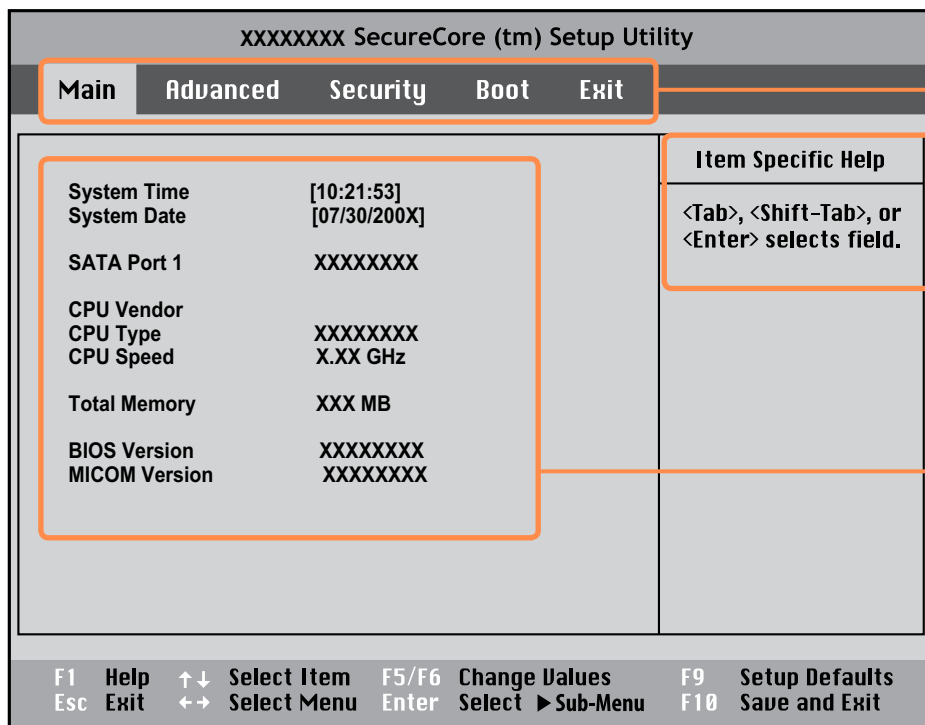 XXXXXXXX SecureCore (tm) Setup Utility
Main Advanced Security Boot Exit
System Time [10:21:53]
System Date [07/30/200X]
SATA Port 1 XXXXXXXX
CPU Vendor
CPU Type XXXXXXXX
CPU Speed X.XX GHz
Total Memory XXX MB
BIOS Version XXXXXXXX
MICOM Version XXXXXXXX
Item Specific Help
<Tab>, <Shift-Tab>, or
<Enter> selects field.
F1 Help ↑↓ Select Item F5/F6 Change Values F9 Setup Defaults
Esc Exit ←→ Select Menu Enter Select ▶Sub-Menu F10 Save and Exit